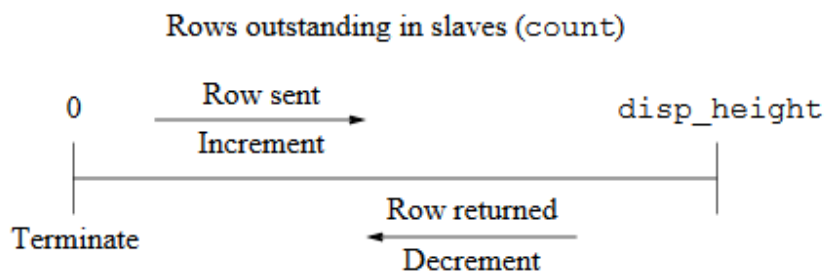 Rows outstanding in slaves (count)
Row sent
0
disp_height
Increment
Row returned
Terminate
Decrement